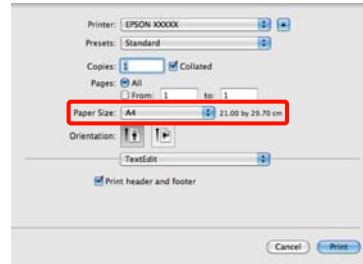 Printer: EPSON XXXXX
Presets: Standard
Copies: 1 Collated
Pages: All
From: 1 to: 1
Paper Size: A4 21.00 by 29.70 cm
Orientation:
TextEdit
Print header and footer
Cancel Print